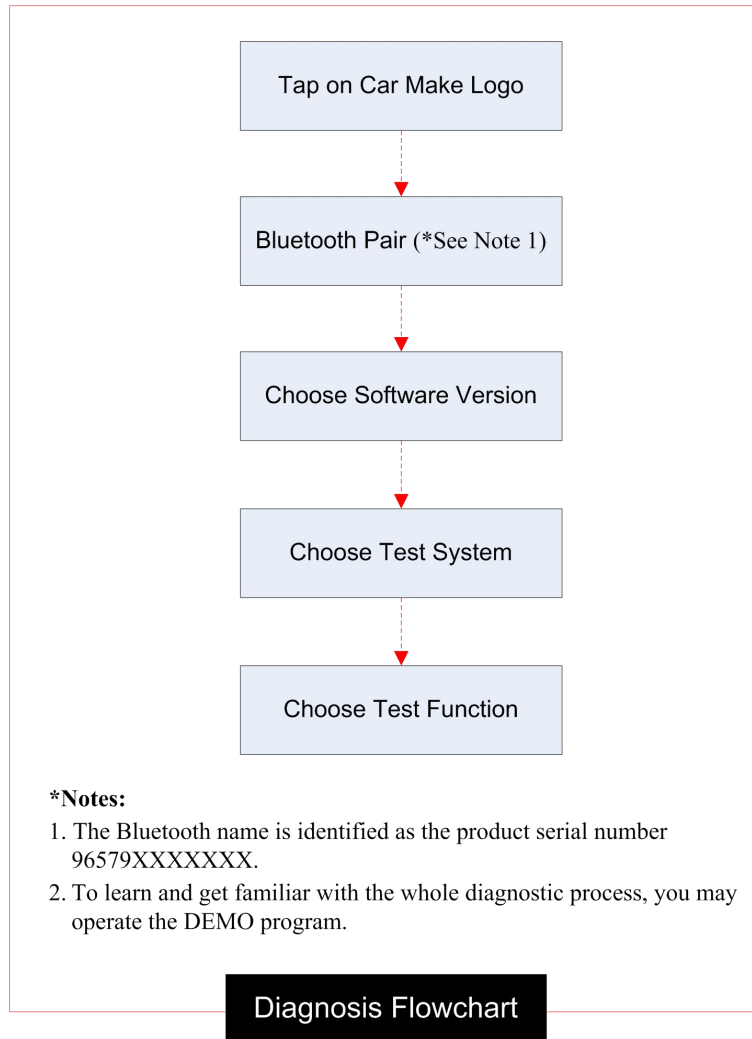 Tap on Car Make Logo
Bluetooth Pair (*See Note 1)
Choose Software Version
Choose Test System
Choose Test Function
*Notes:
1. The Bluetooth name is identified as the product serial number
96579XXXXXXX.
2. To learn and get familiar with the whole diagnostic process, you may
operate the DEMO program.
Diagnosis Flowchart